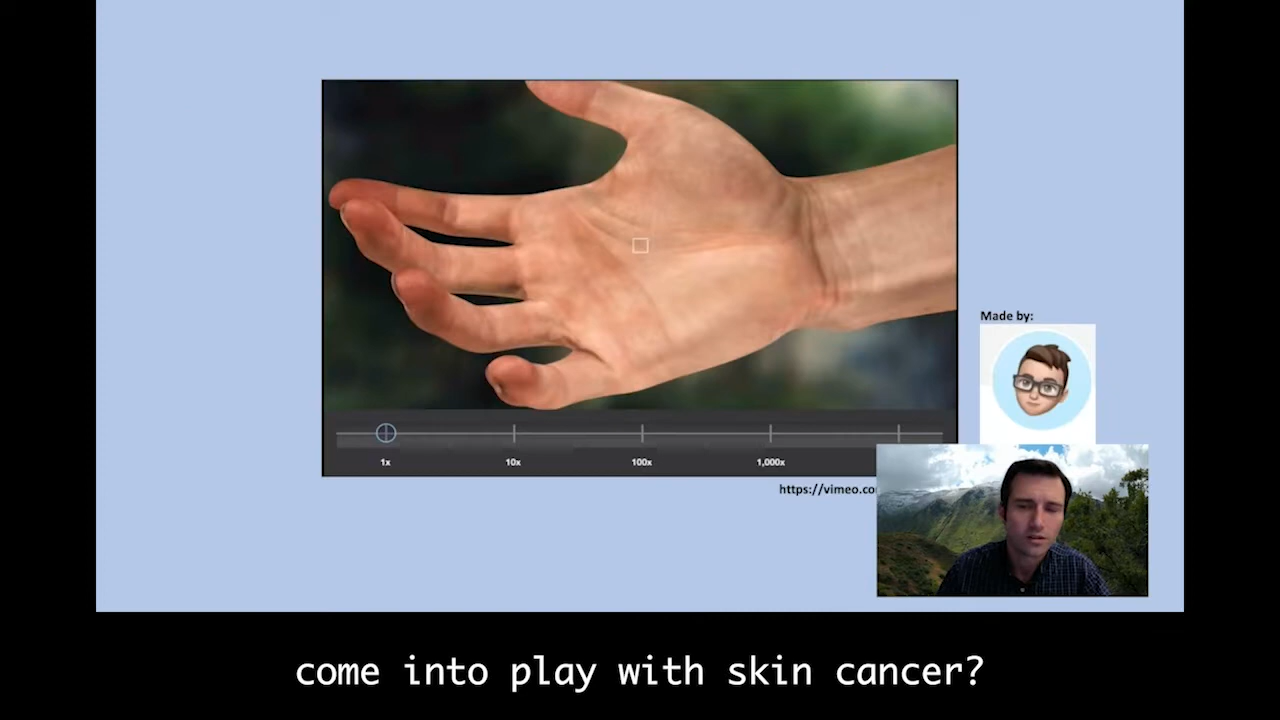 Made by:
1x 10x 100x 1,000x
https://vimeo.co
come into play with skin cancer?